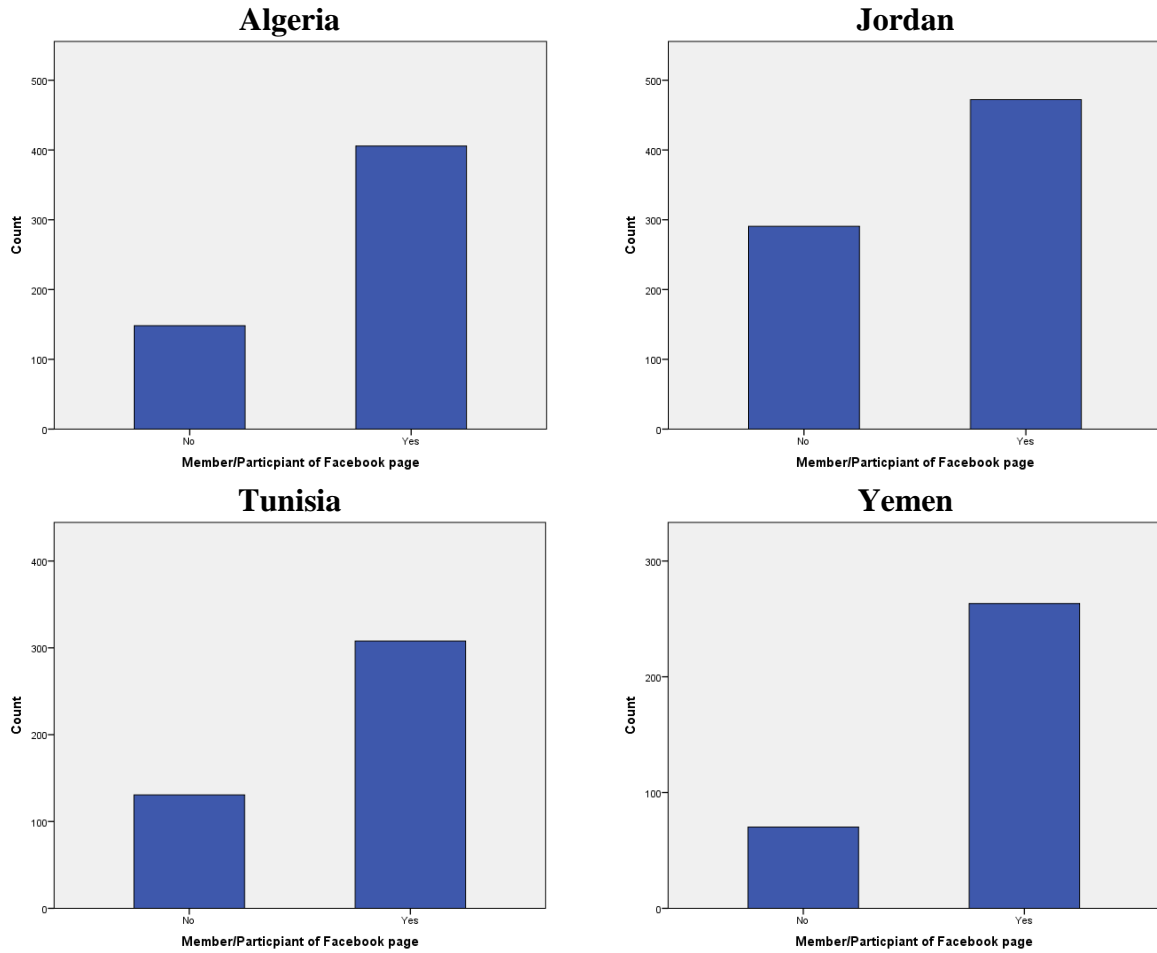 Algeria
500
400
300
200
100
0
Count
No Yes
Member/Particpiant of Facebook page
Jordan
500
400
300
200
100
0
Count
No Yes
Member/Particpiant of Facebook page
Tunisia
400
300
200
100
0
Count
No Yes
Member/Particpiant of Facebook page
Yemen
300
200
100
0
Count
No Yes
Member/Particpiant of Facebook page